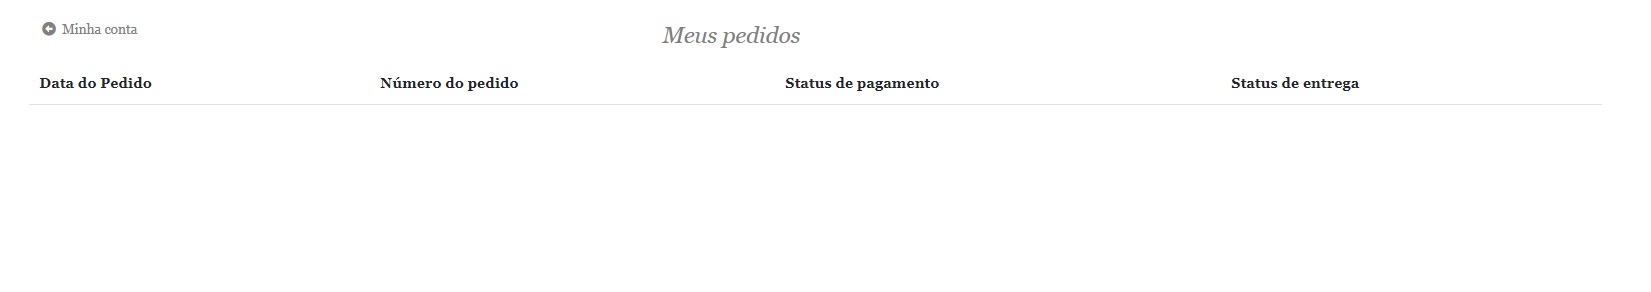 Minha conta
Meus pedidos
Data do Pedido Número do pedido Status de pagamento Status de entrega